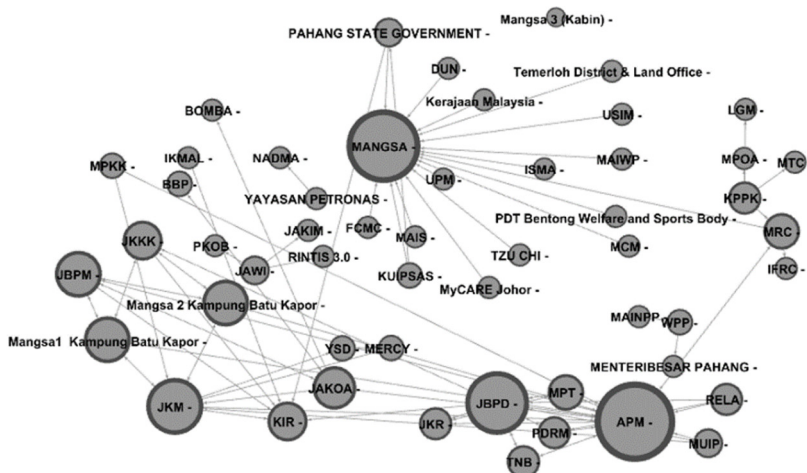 Mangsa 3 (Kabin) -
PAHANG STATE GOVERNMENT -
DUN -
Temerloh District & Land Office -
Kerajaan Malaysia -
BOMBA -
USIM -
LGM -
MANGSA -
MPKK -
IKMAL -
NADMA -
MAIWP -
MPOA -
MTC
BBP -
UPM -
ISMA -
YAYASAN PETRONAS -
KPPK -
PDT Bentong Welfare and Sports Body -
JKKK -
JAKIM -
FCMC -
MAIS -
MRC -
PKOB -
MCM -
RINTIS 3.0 -
TZU CHI -
JBPM -
JAWI -
KUIPSAS -
IFRC -
MyCARE Johor -
Mangsa 2 Kampung Batu Kapor -
MAINPP -
WPP -
Mangsa1 Kampung Batu Kapor -
YSD -
MERCY -
MENTERIBESAR PAHANG -
JAKOA -
MPT -
JKM -
JBPD -
RELA -
KIR -
JKR -
APM -
PDRM -
MUIP -
TNB -